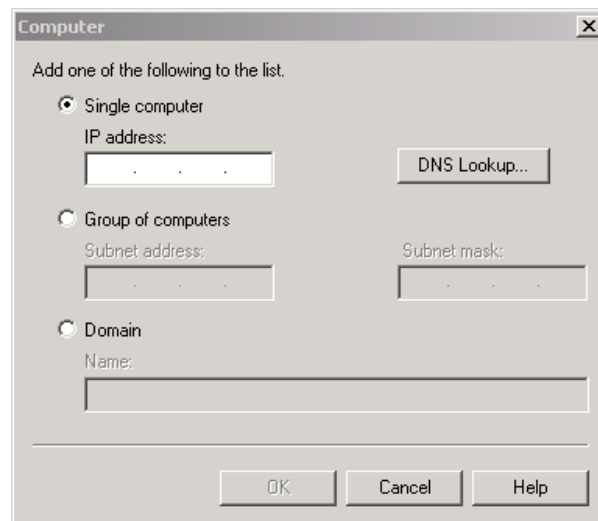 Computer
Add one of the following to the list.
Single computer
IP address:
. . .
DNS Lookup...
Group of computers
Subnet address:
Subnet mask:
. . .
. . .
Domain
Name:
OK
Cancel
Help